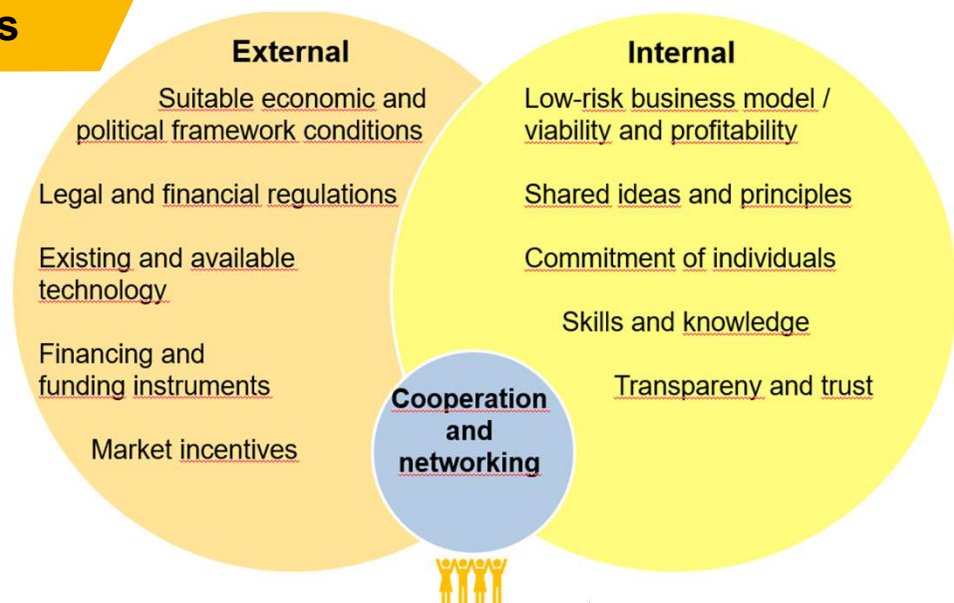 s
External
Suitable economic and
political framework conditions
Legal and financial regulations
Existing and available
technology
Financing and
funding instruments
Market incentives
Internal
Low-risk business model /
viability and profitability
Shared ideas and principles
Commitment of individuals
Skills and knowledge
Transpareny and trust
Cooperation
and
networking